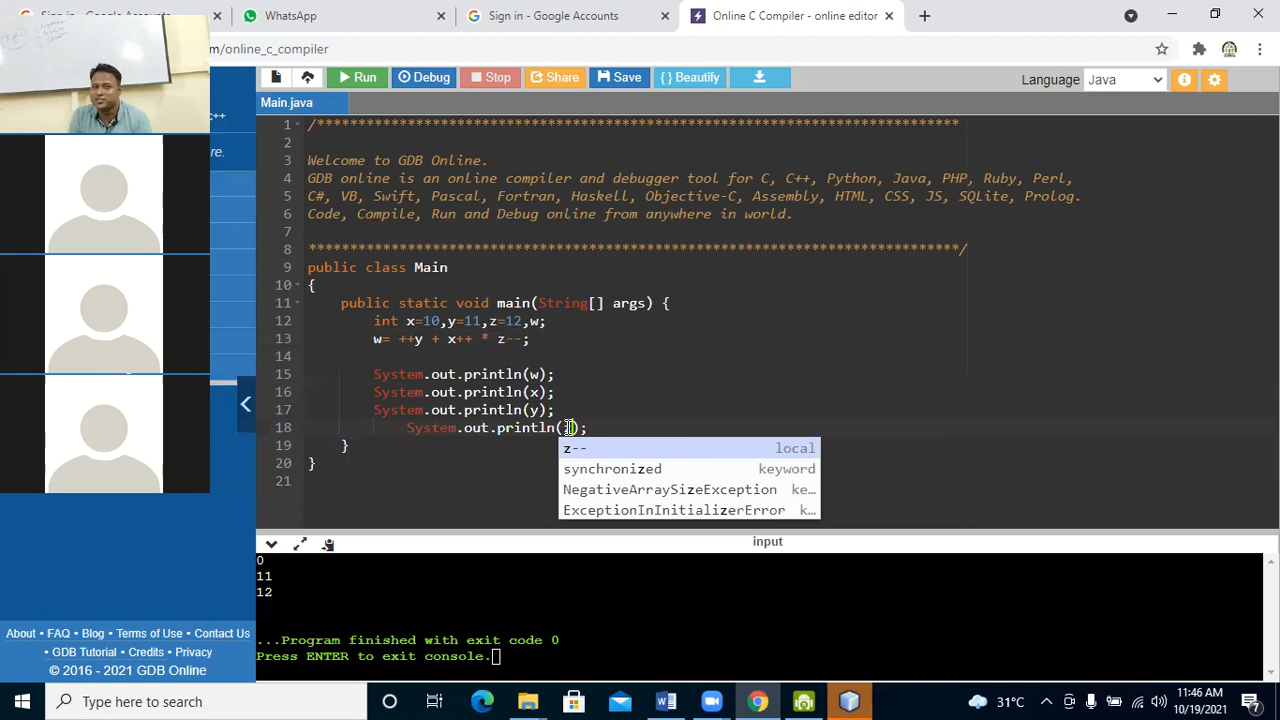 WhatsApp
Sign in - Google Accounts
Online C Compiler - online editor
m/online_c_compiler
Run
Debug
Stop
Share
Save
{ } Beautify
Language Java
C++
re.
Main.java
1 /******************************************************************************
2
3 Welcome to GDB Online.
4 GDB online is an online compiler and debugger tool for C, C++, Python, Java, PHP, Ruby, Perl,
5 C#, VB, Swift, Pascal, Fortran, Haskell, Objective-C, Assembly, HTML, CSS, JS, SQLite, Prolog.
6 Code, Compile, Run and Debug online from anywhere in world.
7
8 *******************************************************************************/
9 public class Main
10 {
11 public static void main(String[] args) {
12 int x=10,y=11,z=12,w;
13 w= ++y + x++ * z--;
14
15 System.out.println(w);
16 System.out.println(x);
17 System.out.println(y);
18 System.out.println(z);
19 }
20 }
21
z-- local
synchronized keyword
NegativeArraySizeException ke…
ExceptionInInitializerError k…
input
0
11
12
...Program finished with exit code 0
Press ENTER to exit console.
About • FAQ • Blog • Terms of Use • Contact Us
• GDB Tutorial • Credits • Privacy
© 2016 - 2021 GDB Online
Type here to search
31°C
11:46 AM
10/19/2021
7